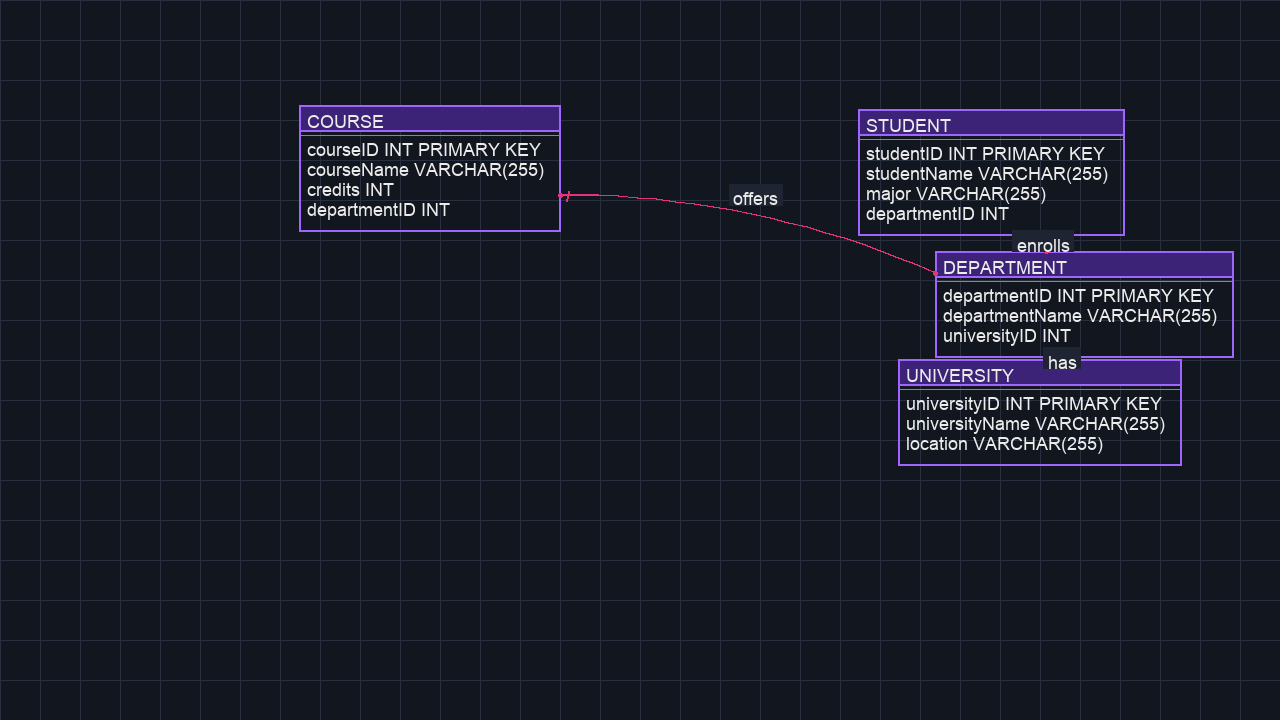 COURSE
courseID INT PRIMARY KEY
courseName VARCHAR(255)
credits INT
departmentID INT
offers
STUDENT
studentID INT PRIMARY KEY
studentName VARCHAR(255)
major VARCHAR(255)
departmentID INT
enrolls
DEPARTMENT
departmentID INT PRIMARY KEY
departmentName VARCHAR(255)
universityID INT
has
UNIVERSITY
universityID INT PRIMARY KEY
universityName VARCHAR(255)
location VARCHAR(255)